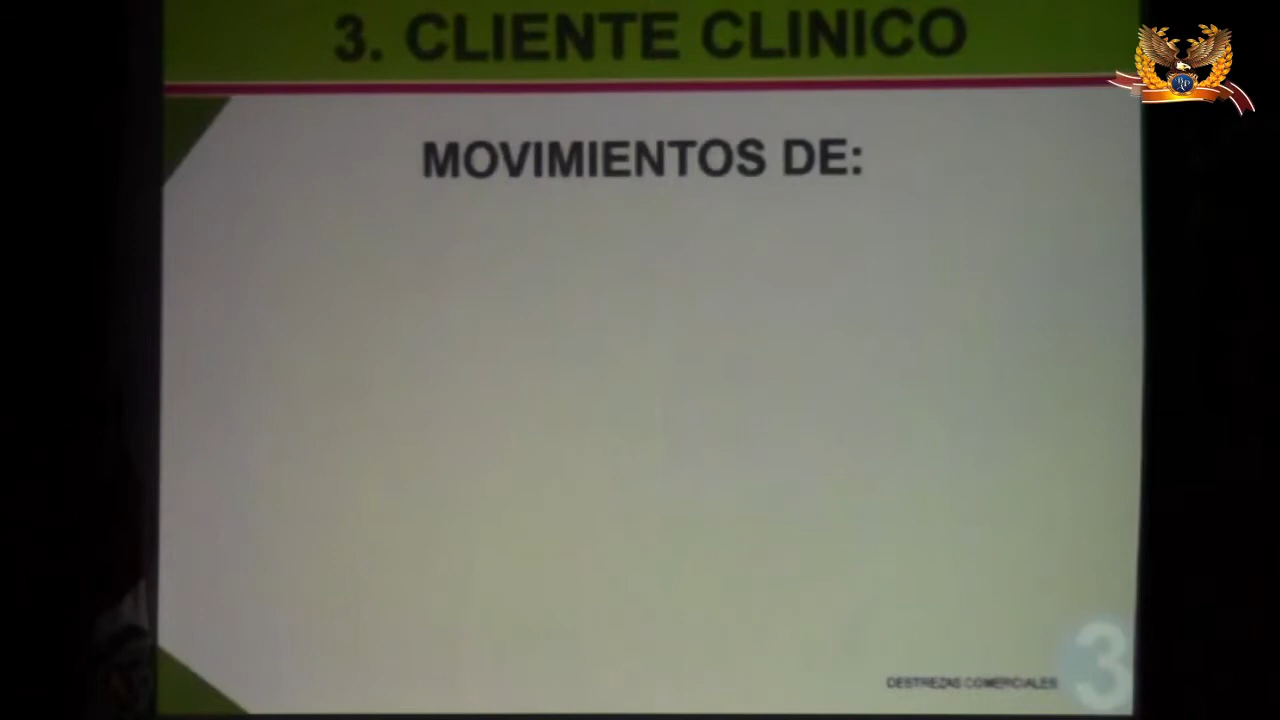 3. CLIENTE CLINICO
MOVIMIENTOS DE:
DESTREZAS COMERCIALES
3